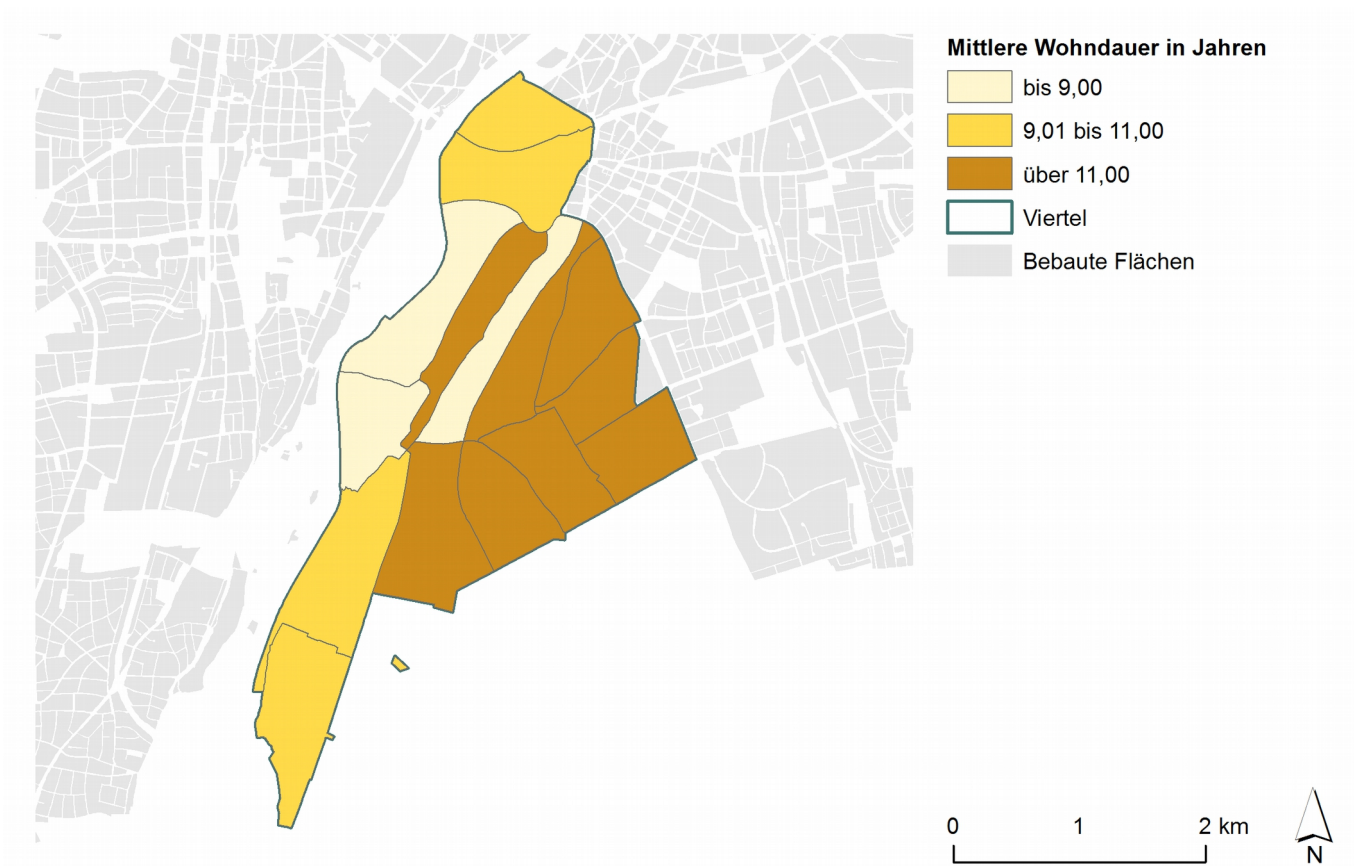 Mittlere Wohndauer in Jahren
bis 9,00
9,01 bis 11,00
über 11,00
Viertel
Bebaute Flächen
0 1 2 km
N